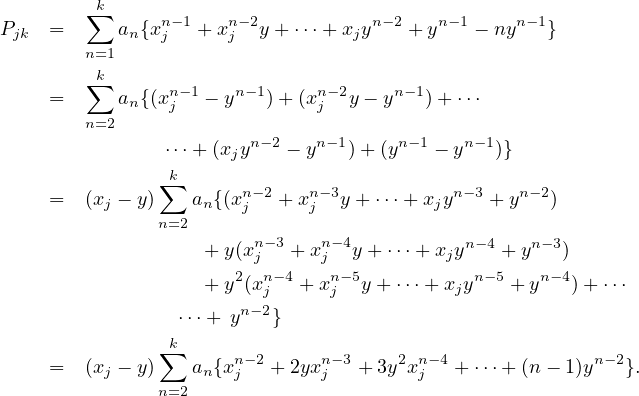 P_{jk} = \sum_{n=1}^{k} a_n \{ x_j^{n-1} + x_j^{n-2} y + \cdots + x_j y^{n-2} + y^{n-1} - n y^{n-1} \}
= \sum_{n=2}^{k} a_n \{ (x_j^{n-1} - y^{n-1}) + (x_j^{n-2} y - y^{n-1}) + \cdots
\cdots + (x_j y^{n-2} - y^{n-1}) + (y^{n-1} - y^{n-1}) \}
= (x_j - y) \sum_{n=2}^{k} a_n \{ (x_j^{n-2} + x_j^{n-3} y + \cdots + x_j y^{n-3} + y^{n-2})
+ y (x_j^{n-3} + x_j^{n-4} y + \cdots + x_j y^{n-4} + y^{n-3})
+ y^2 (x_j^{n-4} + x_j^{n-5} y + \cdots + x_j y^{n-5} + y^{n-4}) + \cdots
\cdots + y^{n-2} \}
= (x_j - y) \sum_{n=2}^{k} a_n \{ x_j^{n-2} + 2 y x_j^{n-3} + 3 y^2 x_j^{n-4} + \cdots + (n-1) y^{n-2} \}.